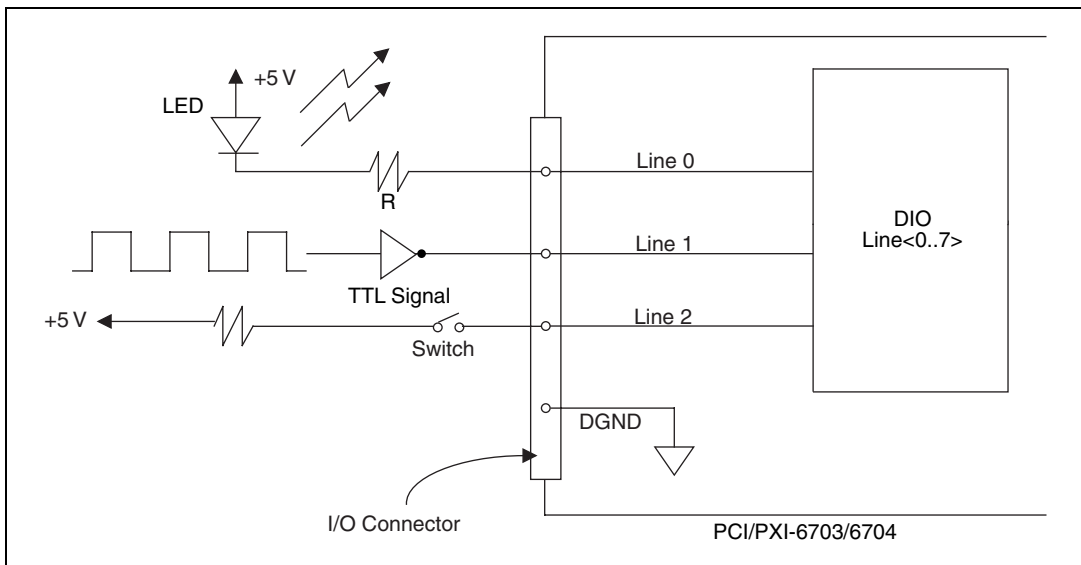 +5 V
LED
Line 0
R
DIO
Line<0..7>
Line 1
TTL Signal
+5 V
Line 2
Switch
DGND
I/O Connector
PCI/PXI-6703/6704